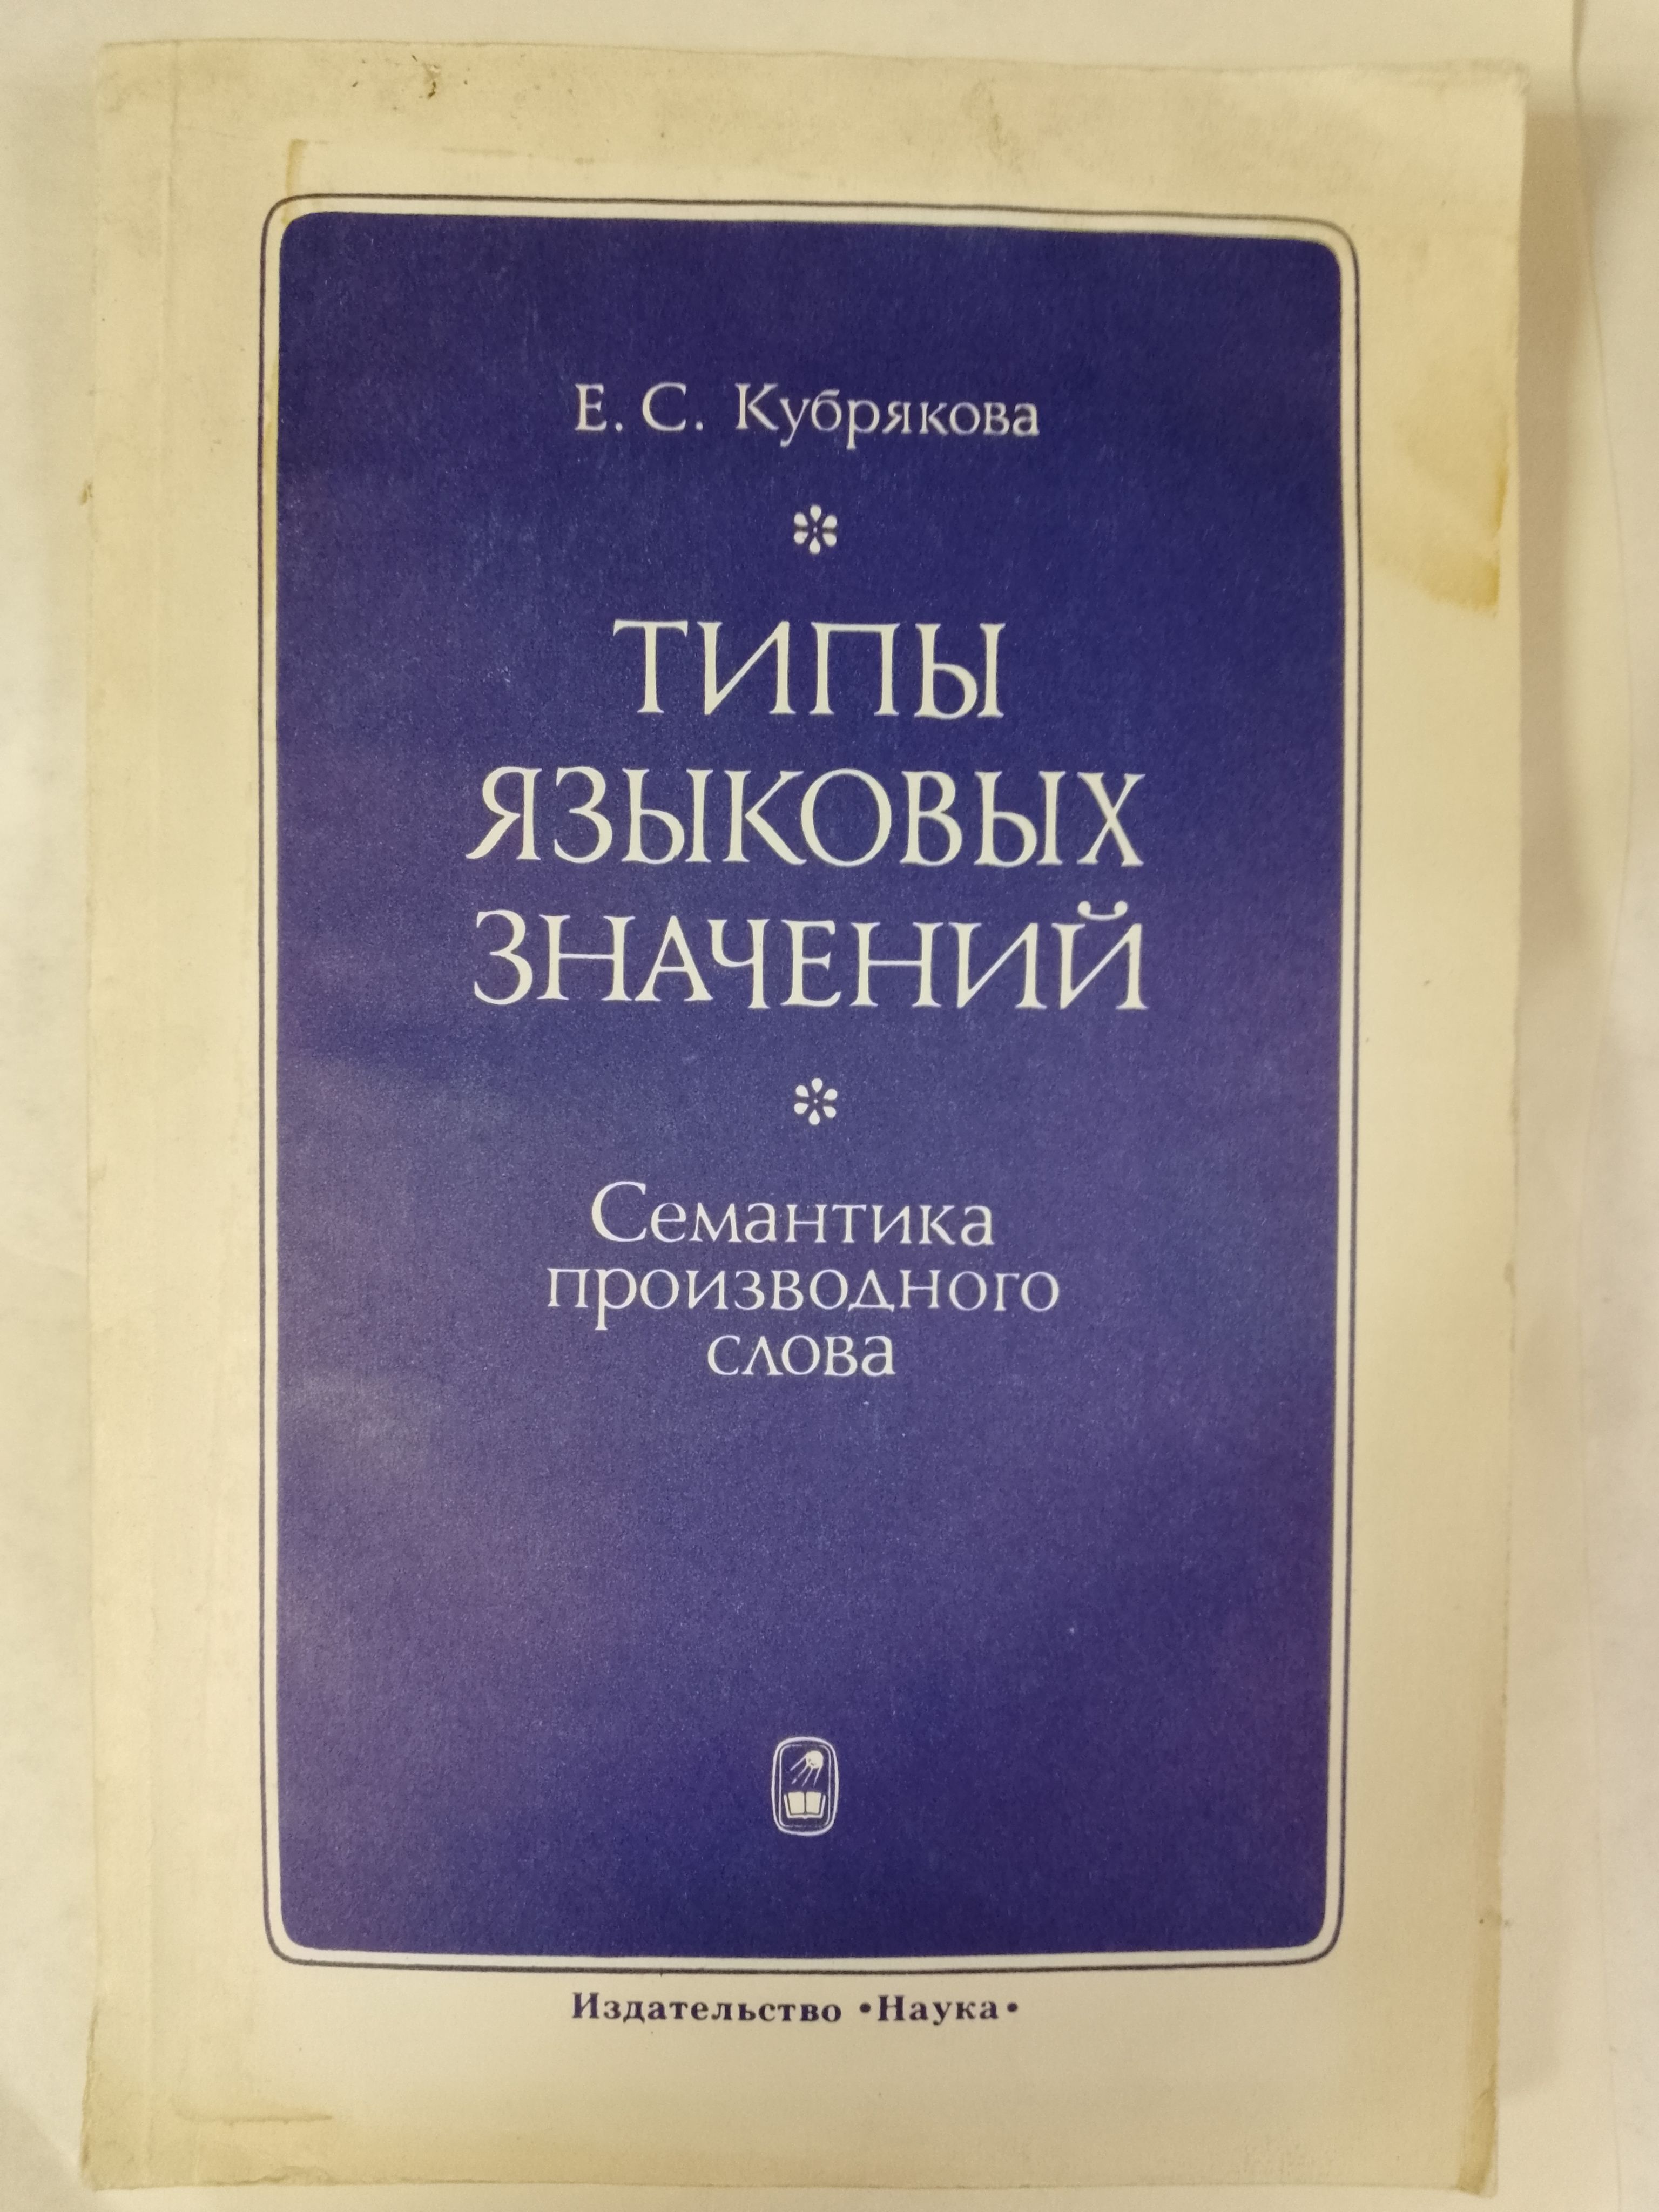 Е. С. Кубрякова
ТИПЫ
ЯЗЫКОВЫХ
ЗНАЧЕНИЙ
Семантика
производного
слова
Издательство •Наука•